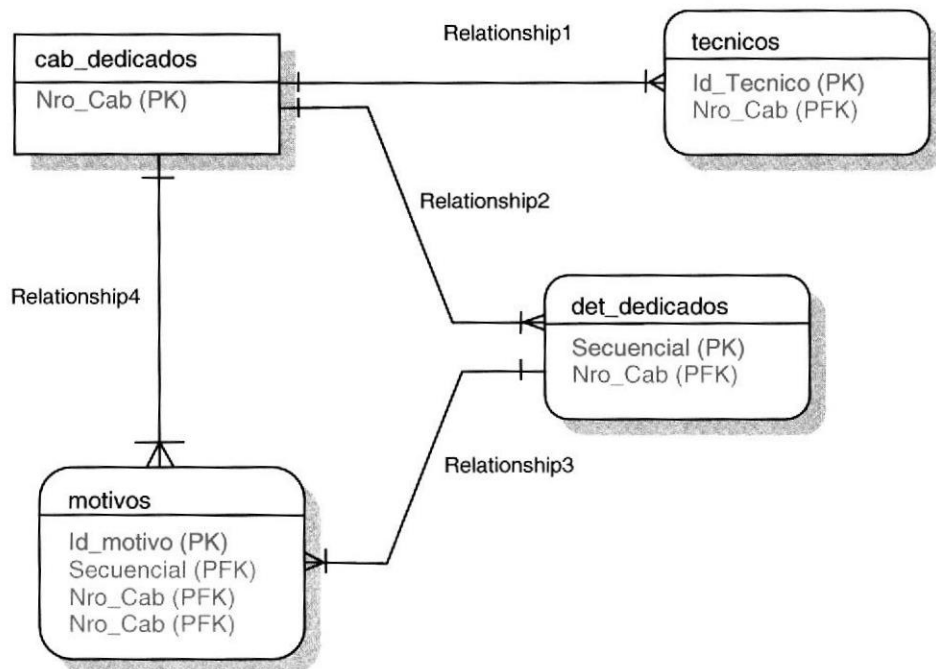 cab_dedicados
Nro_Cab (PK)
Relationship1
tecnicos
Id_Tecnico (PK)
Nro_Cab (PFK)
Relationship2
Relationship4
det_dedicados
Secuencial (PK)
Nro_Cab (PFK)
Relationship3
motivos
Id_motivo (PK)
Secuencial (PFK)
Nro_Cab (PFK)
Nro_Cab (PFK)